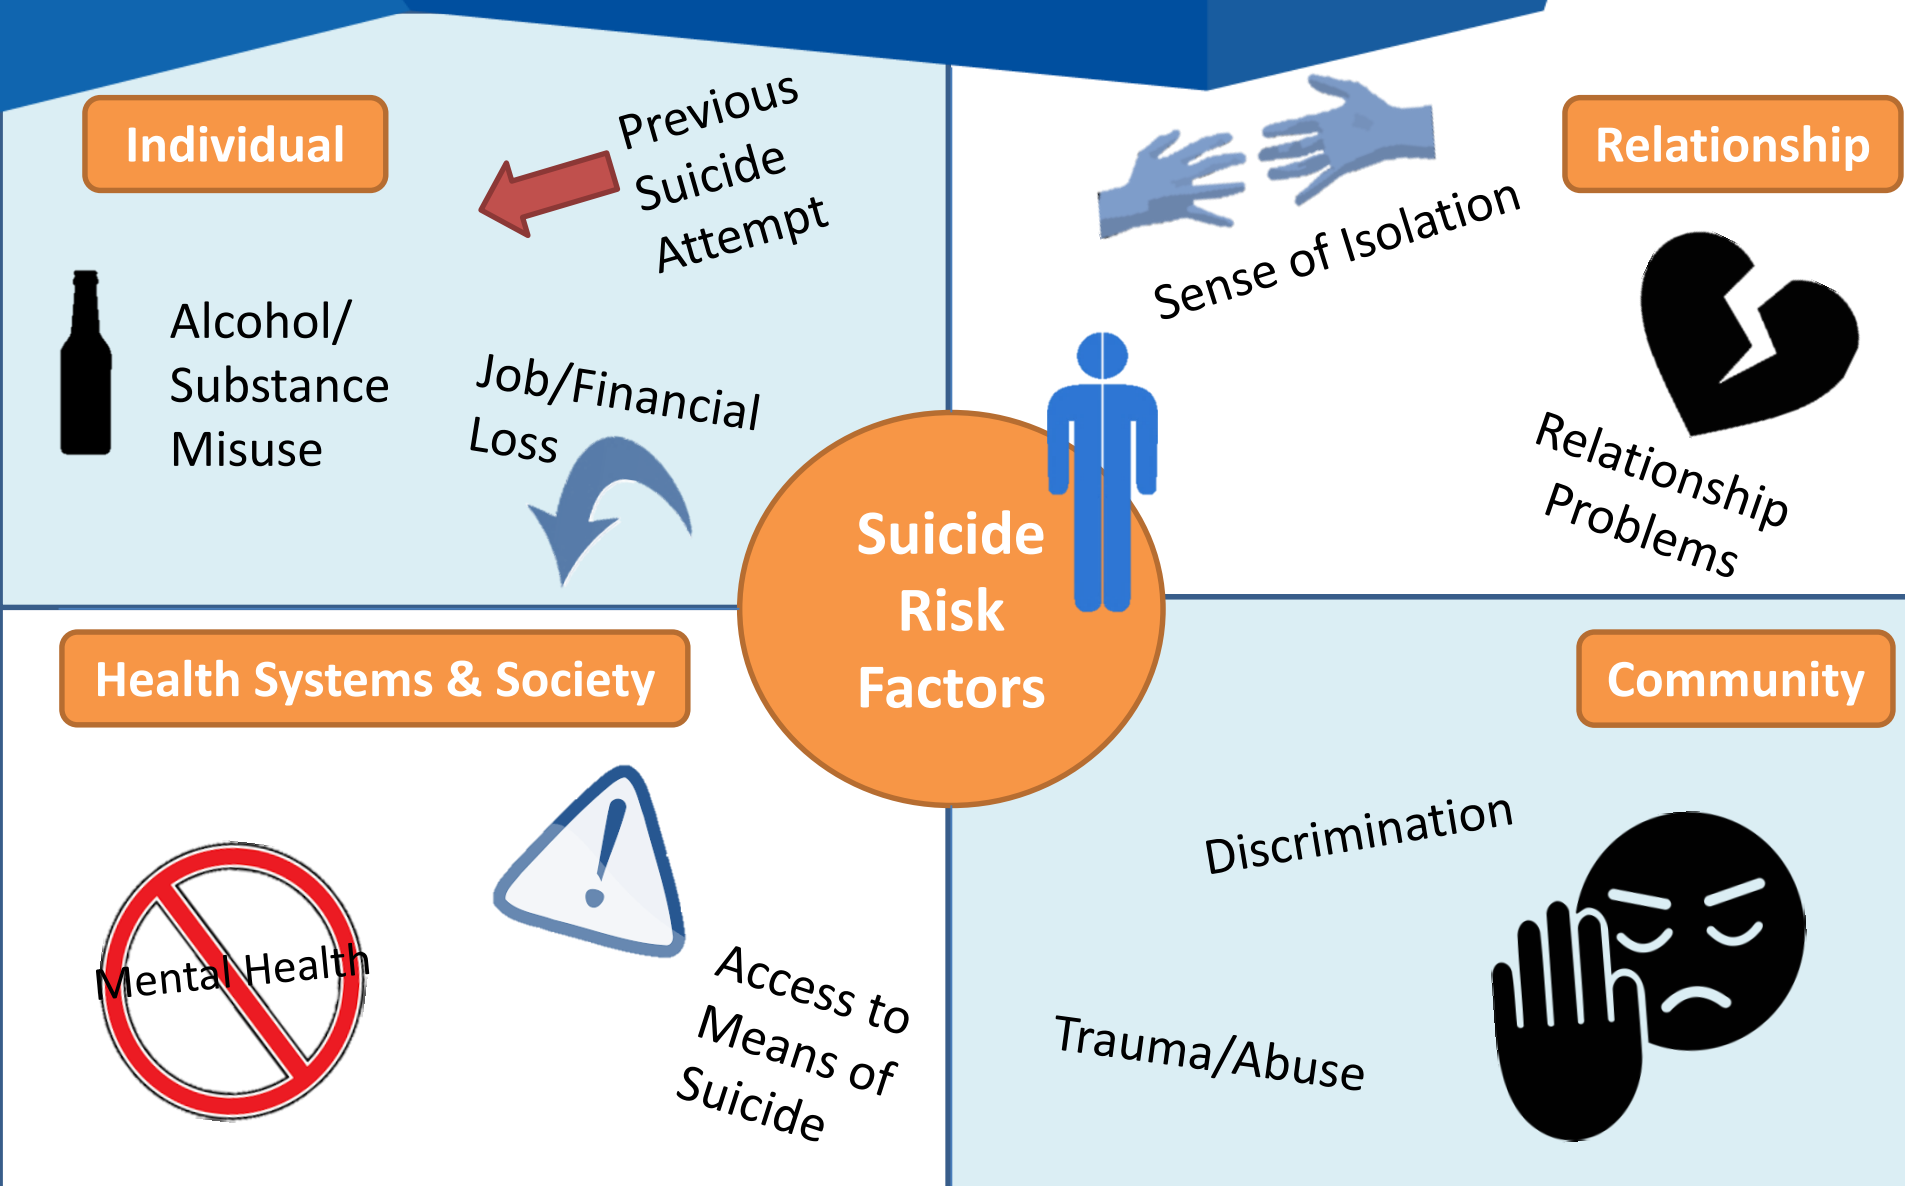 Individual
Previous
Suicide
Attempt
Alcohol/
Substance
Misuse
Job/Financial
Loss
Relationship
Sense of Isolation
Relationship
Problems
Suicide
Risk
Factors
Health Systems & Society
Mental Health
Access to
Means of
Suicide
Community
Discrimination
Trauma/Abuse